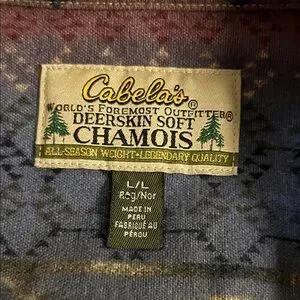 Cabela's®
WORLD'S FOREMOST OUTFITTER®
DEERSKIN SOFT
CHAMOIS
ALL-SEASON WEIGHT•LEGENDARY QUALITY
L/L
Reg/Nor
MADE IN
PERU
FABRIQUÉ AU
PÉROU